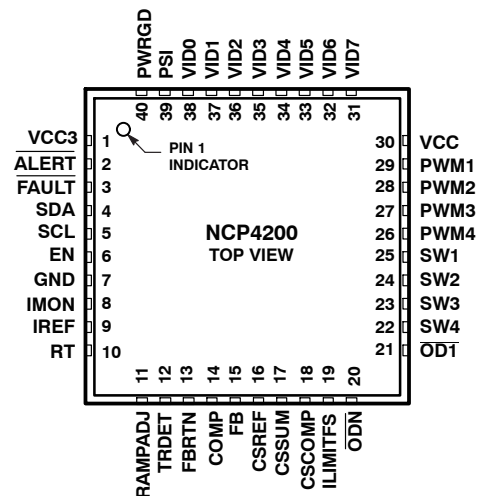 PWRGD
PSI
VID0
VID1
VID2
VID3
VID4
VID5
VID6
VID7
40
39
38
37
36
35
34
33
32
31
VCC3 1
ALERT 2
FAULT 3
SDA 4
SCL 5
EN 6
GND 7
IMON 8
IREF 9
RT 10
PIN 1
INDICATOR
NCP4200
TOP VIEW
30 VCC
29 PWM1
28 PWM2
27 PWM3
26 PWM4
25 SW1
24 SW2
23 SW3
22 SW4
21 OD1
11
12
13
14
15
16
17
18
19
20
RAMPADJ
TRDET
FBRTN
COMP
FB
CSREF
CSSUM
CSCOMP
ILIMITFS
ODN